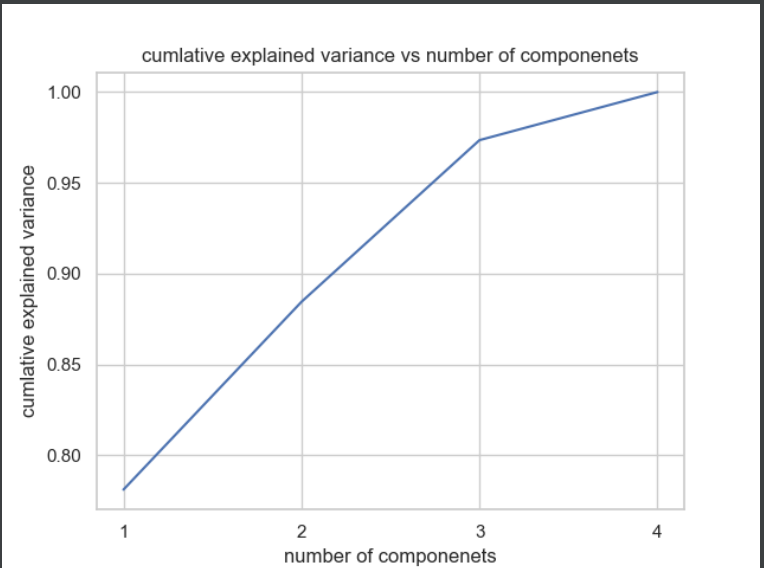 cumlative explained variance vs number of componenets
1.00
0.95
0.90
0.85
0.80
cumlative explained variance
1 2 3 4
number of componenets